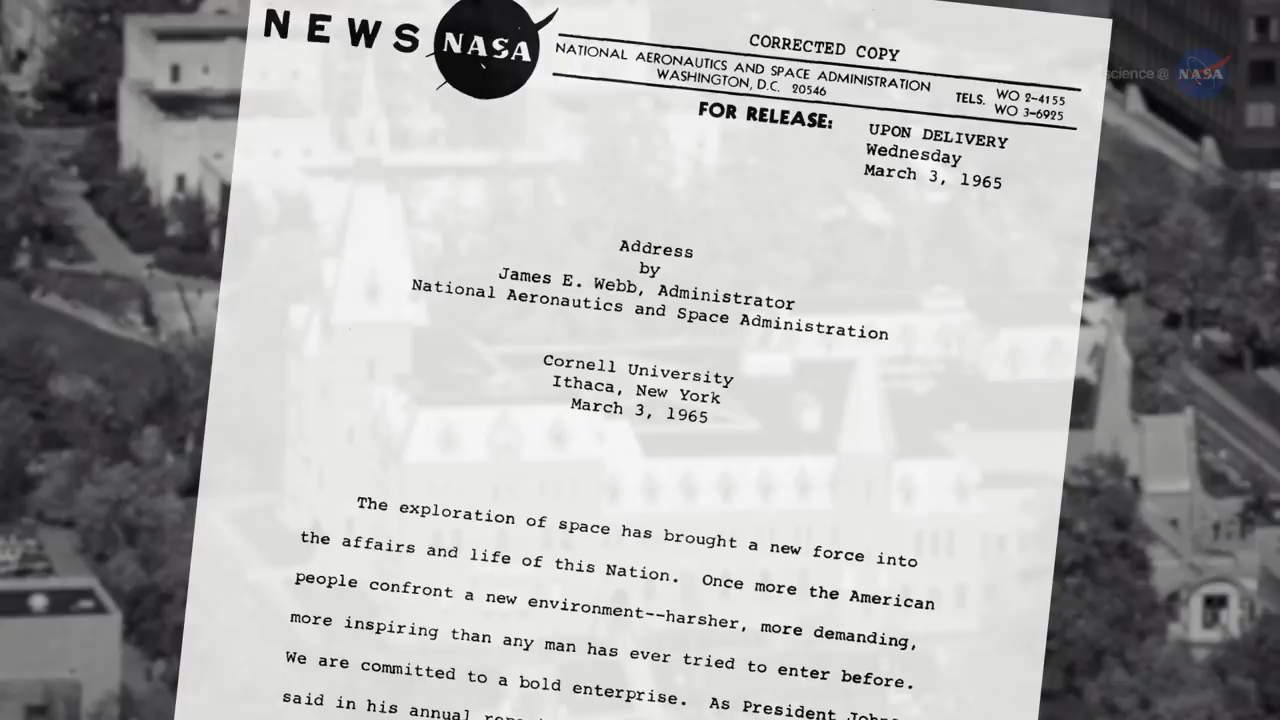 NEWS NASA
CORRECTED COPY
NATIONAL AERONAUTICS AND SPACE ADMINISTRATION
WASHINGTON, D.C. 20546
TELS. WO 2-4155
WO 3-6925
science@ NASA
FOR RELEASE: UPON DELIVERY
Wednesday
March 3, 1965
Address
by
James E. Webb, Administrator
National Aeronautics and Space Administration
Cornell University
Ithaca, New York
March 3, 1965
The exploration of space has brought a new force into
the affairs and life of this Nation. Once more the American
people confront a new environment--harsher, more demanding,
more inspiring than any man has ever tried to enter before.
We are committed to a bold enterprise. As President
said in his annual